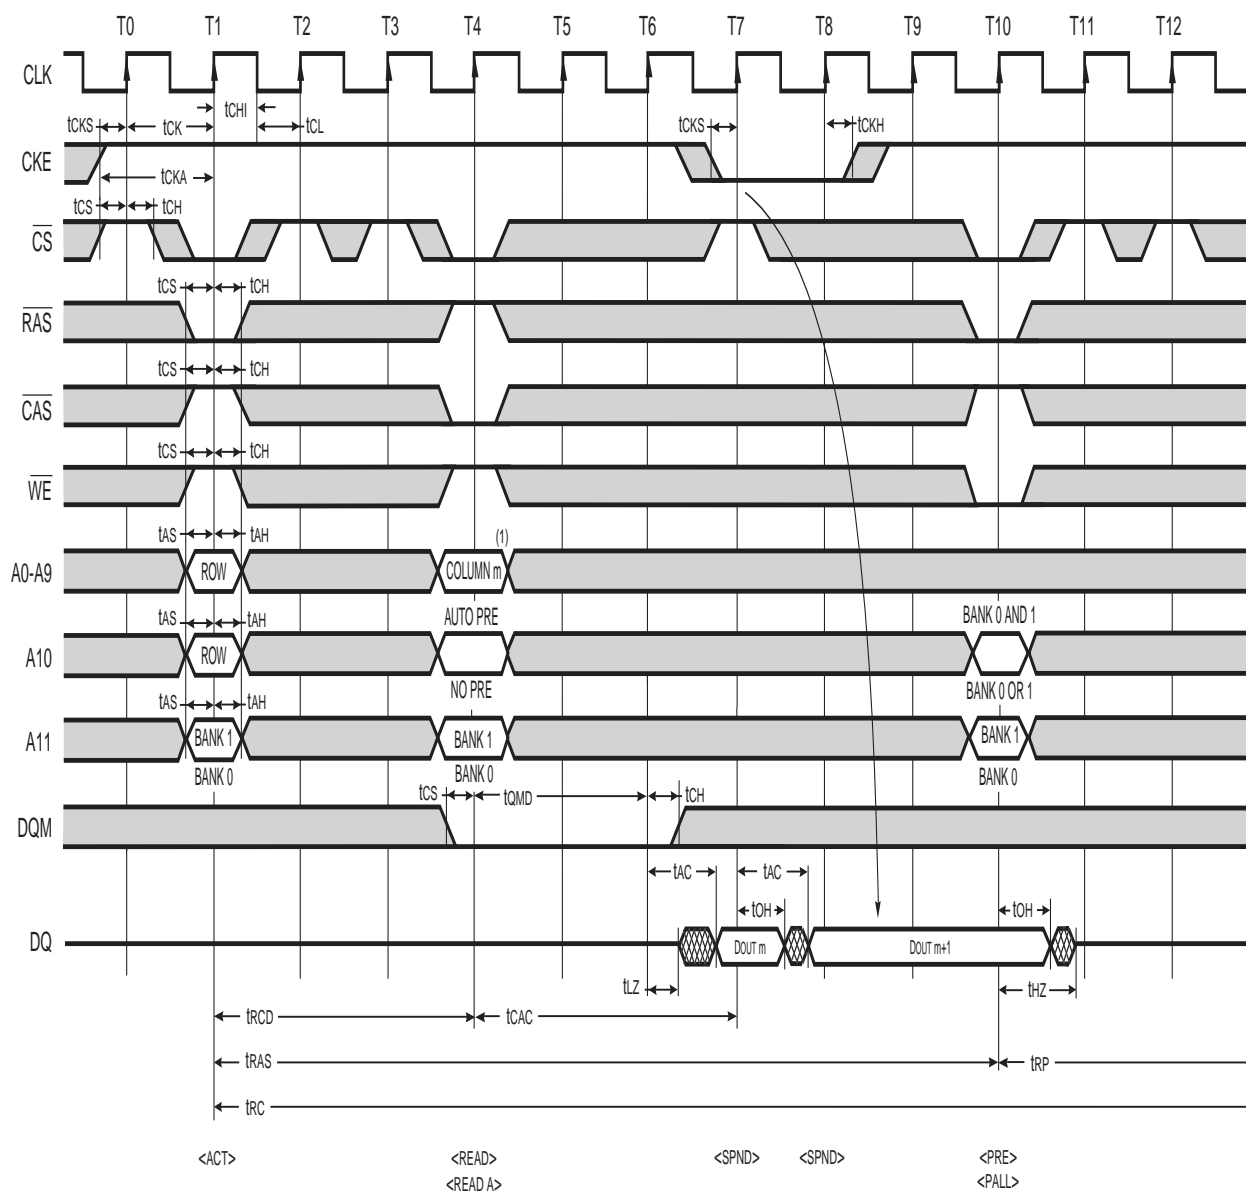 T0 T1 T2 T3 T4 T5 T6 T7 T8 T9 T10 T11 T12
CLK
tCHI
tCKS tCK tCL tCKS tCKH
CKE
tCKA
tCS tCH
CS
tCS tCH
RAS
tCS tCH
CAS
tCS tCH
WE
tAS tAH (1)
A0-A9 ROW COLUMN m
tAS tAH AUTO PRE BANK 0 AND 1
A10 ROW
NO PRE BANK 0 OR 1
tAS tAH
A11 BANK 1 BANK 1 BANK 1
BANK 0 BANK 0 BANK 0
tCS tQMD tCH
DQM
tAC tAC
tOH tOH
DQ DOUT m DOUT m+1
tLZ tHZ
tRCD tCAC
tRAS tRP
tRC
<ACT> <READ> <SPND> <SPND> <PRE>
<READ A> <PALL>